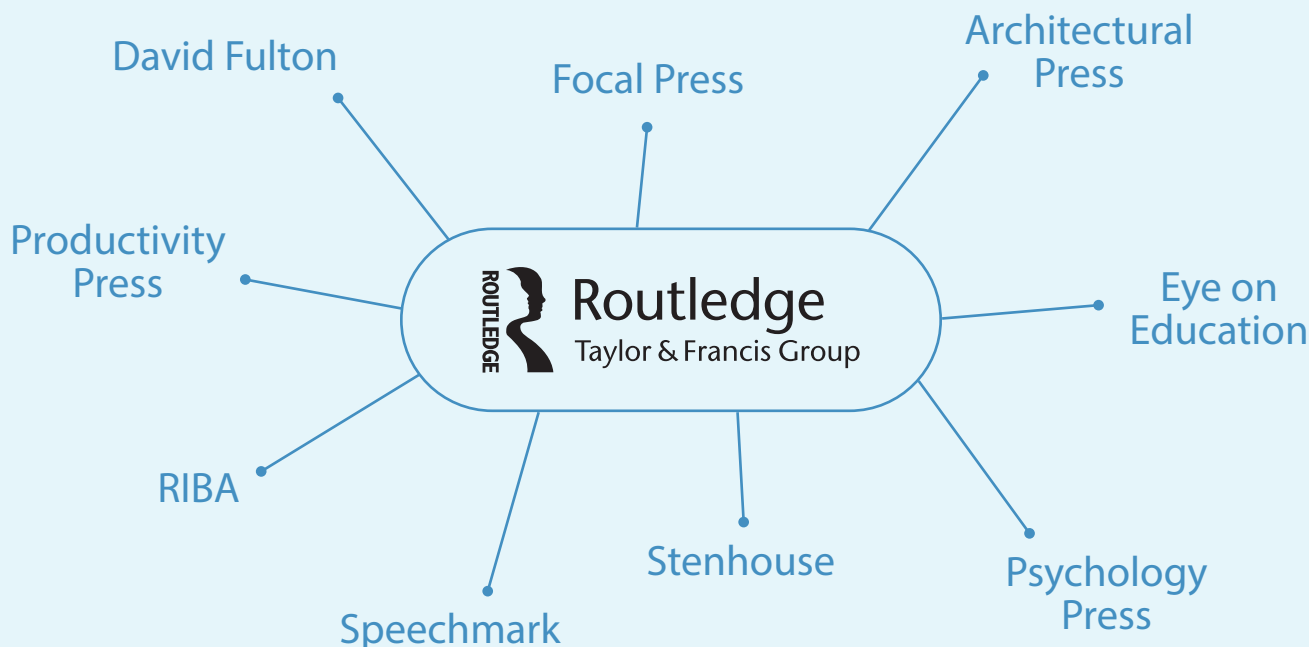 David Fulton
Focal Press
Architectural
Press
Productivity
Press
ROUTLEDGE
Routledge
Taylor & Francis Group
Eye on
Education
RIBA
Speechmark
Stenhouse
Psychology
Press